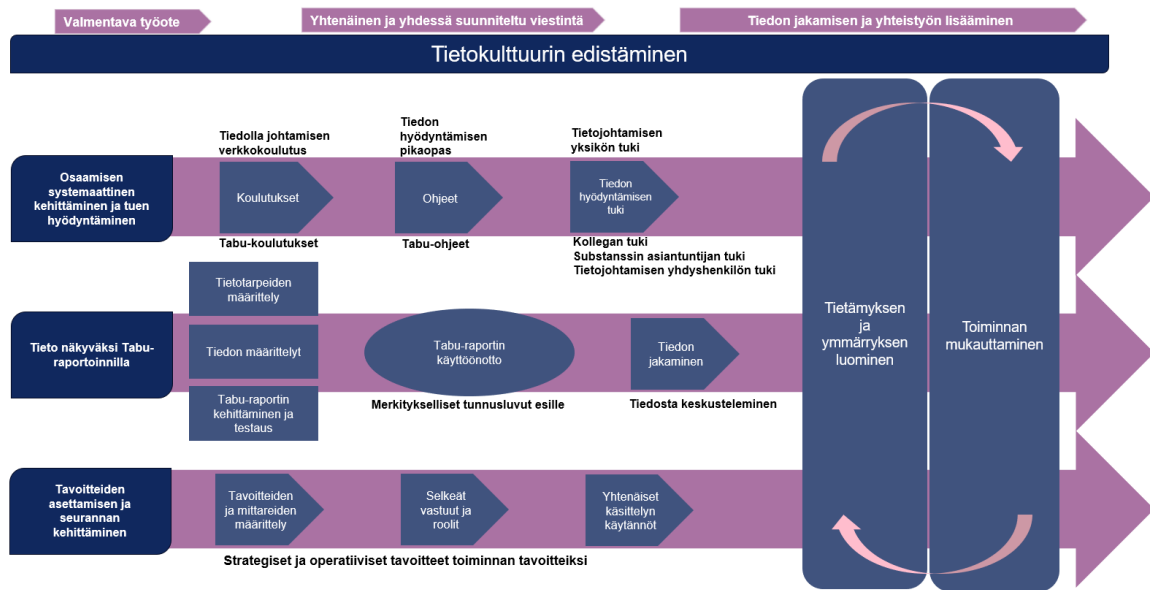 Valmentava työote
Yhtenäinen ja yhdessä suunniteltu viestintä
Tiedon jakamisen ja yhteistyön lisääminen
Tietokulttuurin edistäminen
Osaamisen
systemaattinen
kehittäminen ja tuen
hyödyntäminen
Tiedolla johtamisen
verkkokoulutus
Koulutukset
Tabu-koulutukset
Tiedon
hyödyntämisen
pikaopas
Ohjeet
Tabu-ohjeet
Tietojohtamisen
yksikön tuki
Tiedon
hyödyntämisen
tuki
Kollegan tuki
Substanssin asiantuntijan tuki
Tietojohtamisen yhdyshenkilön tuki
Tieto näkyväksi Tabu-
raportoinnilla
Tietotarpeiden
määrittely
Tiedon määrittelyt
Tabu-raportin
kehittäminen ja
testaus
Tabu-raportin
käyttöönotto
Merkitykselliset tunnusluvut esille
Tiedon
jakaminen
Tiedosta keskusteleminen
Tavoitteiden
asettamisen ja
seurannan
kehittäminen
Tavoitteiden
ja mittareiden
määrittely
Selkeät
vastuut ja
roolit
Yhtenäiset
käsittelyn
käytännöt
Strategiset ja operatiiviset tavoitteet toiminnan tavoitteiksi
Tietämyksen
ja
ymmärryksen
luominen
Toiminnan
mukauttaminen